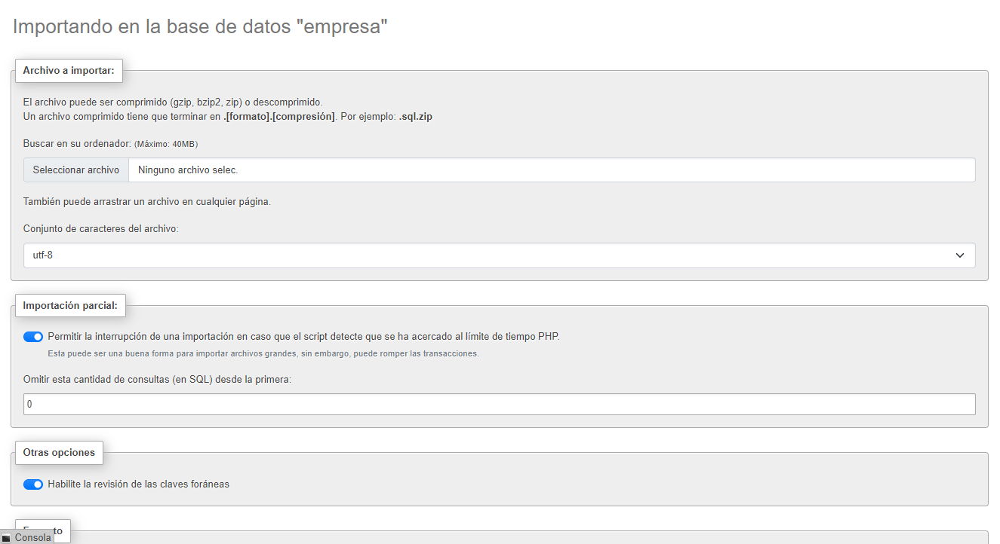 Importando en la base de datos "empresa"
Archivo a importar:
El archivo puede ser comprimido (gzip, bzip2, zip) o descomprimido.
Un archivo comprimido tiene que terminar en .[formato].[compresión]. Por ejemplo: .sql.zip
Buscar en su ordenador: (Máximo: 40MB)
Seleccionar archivo Ninguno archivo selec.
También puede arrastrar un archivo en cualquier página.
Conjunto de caracteres del archivo:
utf-8
Importación parcial:
Permitir la interrupción de una importación en caso que el script detecte que se ha acercado al límite de tiempo PHP.
Esta puede ser una buena forma para importar archivos grandes, sin embargo, puede romper las transacciones.
Omitir esta cantidad de consultas (en SQL) desde la primera:
0
Otras opciones
Habilite la revisión de las claves foráneas
Consola